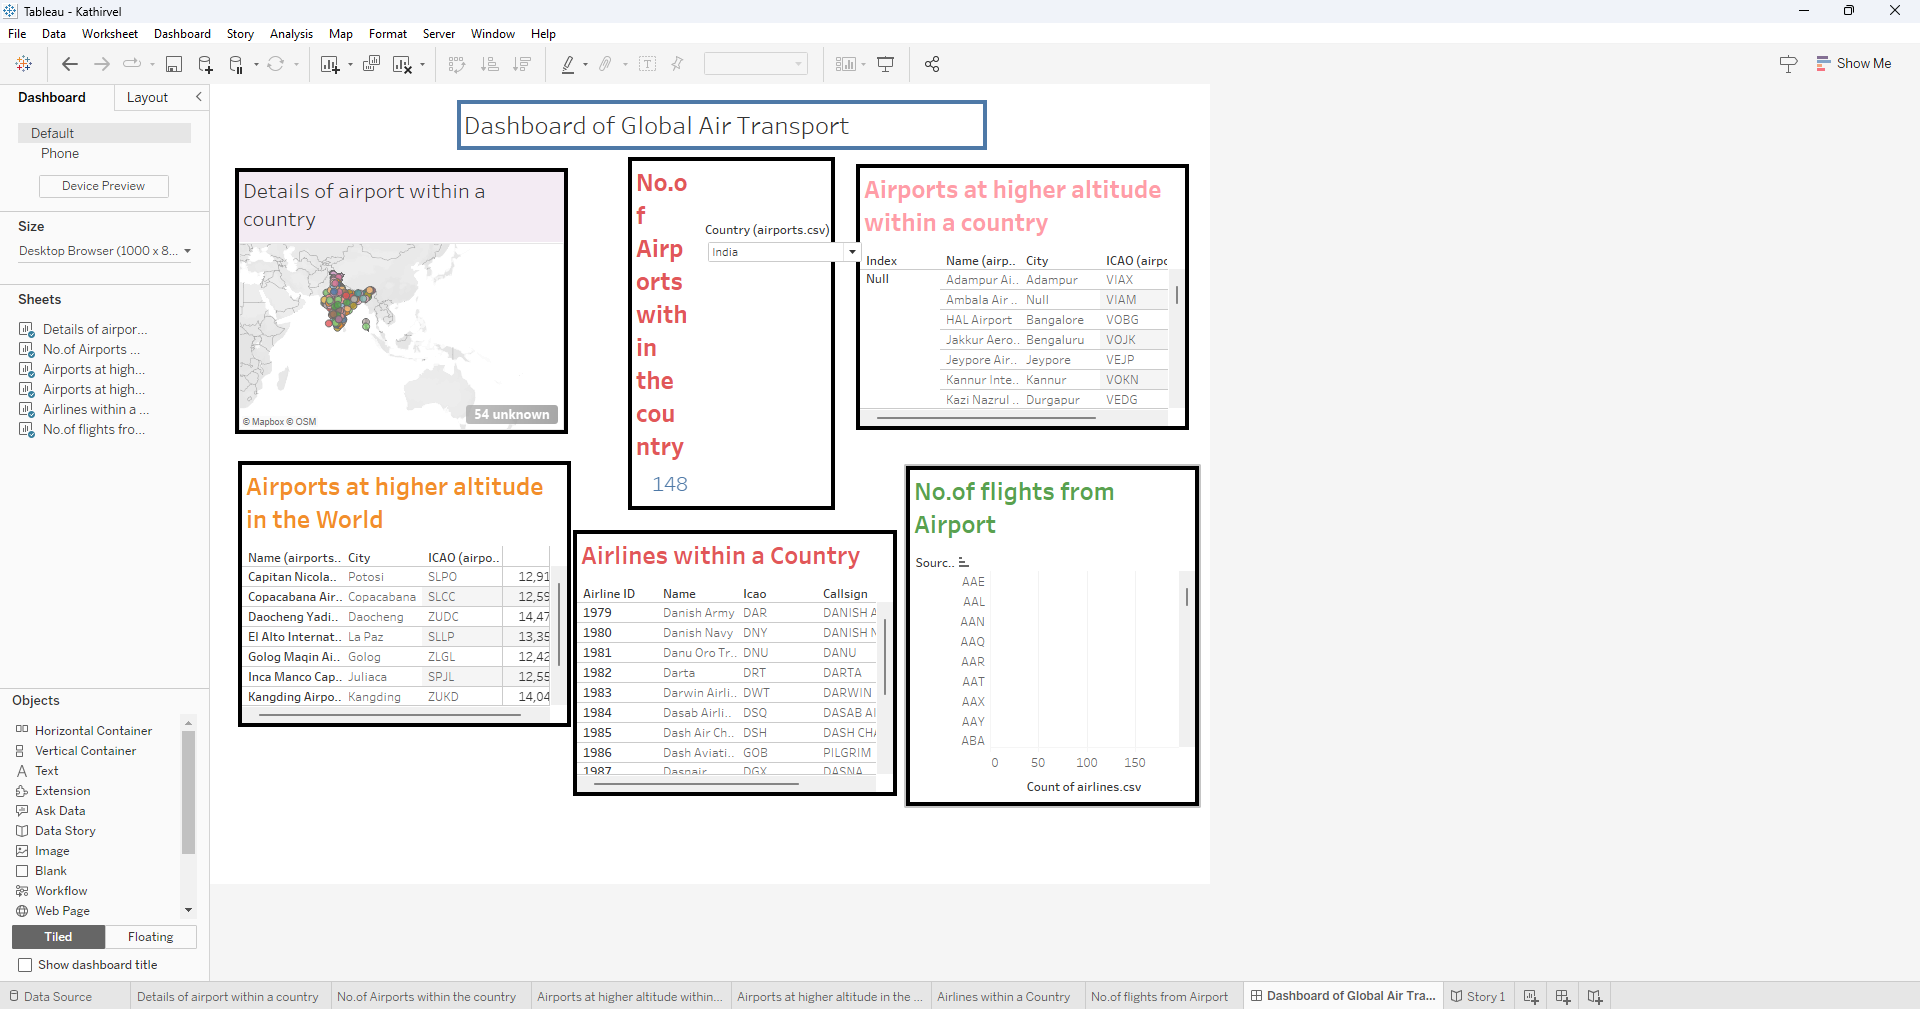 Tableau - Kathirvel
File Data Worksheet Dashboard Story Analysis Map Format Server Window Help
Show Me
Dashboard Layout
Default
Phone
Device Preview
Size
Desktop Browser (1000 x 8...
Sheets
Details of airpor...
No.of Airports ...
Airports at high...
Airports at high...
Airlines within a ...
No.of flights fro...
Objects
Horizontal Container
Vertical Container
Text
Extension
Ask Data
Data Story
Image
Blank
Workflow
Web Page
Tiled Floating
Show dashboard title
Dashboard of Global Air Transport
Details of airport within a
country
54 unknown
© Mapbox © OSM
No.o
f
Airp
orts
with
in
the
cou
ntry
148
Country (airports.csv)
India
Airports at higher altitude
within a country
Index Name (airp.. City ICAO (airpo
Null Adampur Ai.. Adampur VIAX
Ambala Air .. Null VIAM
HAL Airport Bangalore VOBG
Jakkur Aero.. Bengaluru VOJK
Jeypore Air.. Jeypore VEJP
Kannur Inte.. Kannur VOKN
Kazi Nazrul .. Durgapur VEDG
Airports at higher altitude
in the World
Name (airports.. City ICAO (airpo..
Capitan Nicola.. Potosi SLPO 12,91
Copacabana Air.. Copacabana SLCC 12,59
Daocheng Yadi.. Daocheng ZUDC 14,47
El Alto Internat.. La Paz SLLP 13,35
Golog Maqin Ai.. Golog ZLGL 12,42
Inca Manco Cap.. Juliaca SPJL 12,55
Kangding Airpo.. Kangding ZUKD 14,04
Airlines within a Country
Airline ID Name Icao Callsign
1979 Danish Army DAR DANISH A
1980 Danish Navy DNY DANISH N
1981 Danu Oro Tr.. DNU DANU
1982 Darta DRT DARTA
1983 Darwin Airli.. DWT DARWIN
1984 Dasab Airli.. DSQ DASAB AI
1985 Dash Air Ch.. DSH DASH CHA
1986 Dash Aviati.. GOB PILGRIM
1987 Dasnair DGX DASNA
No.of flights from
Airport
Sourc..
AAE
AAL
AAN
AAQ
AAR
AAT
AAX
AAY
ABA
0 50 100 150
Count of airlines.csv
Data Source Details of airport within a country No.of Airports within the country Airports at higher altitude within... Airports at higher altitude in the ... Airlines within a Country No.of flights from Airport Dashboard of Global Air Tra... Story 1